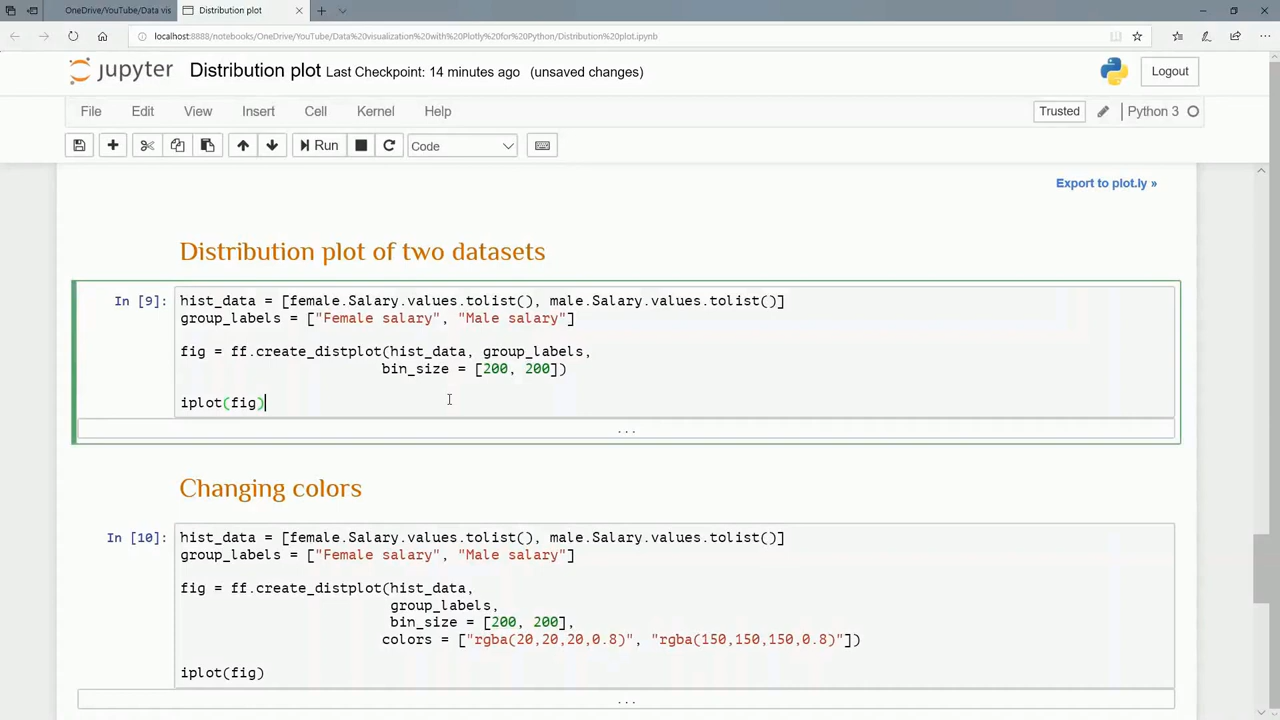 OneDrive/YouTube/Data vis
Distribution plot
localhost:8888/notebooks/OneDrive/YouTube/Data%20visualization%20with%20Plotly%20for%20Python/Distribution%20plot.ipynb
jupyter Distribution plot Last Checkpoint: 14 minutes ago (unsaved changes)
Logout
File Edit View Insert Cell Kernel Help
Trusted Python 3
Run Code
Export to plot.ly »
Distribution plot of two datasets
In [9]: hist_data = [female.Salary.values.tolist(), male.Salary.values.tolist()]
group_labels = ["Female salary", "Male salary"]
fig = ff.create_distplot(hist_data, group_labels,
bin_size = [200, 200])
iplot(fig)
...
Changing colors
In [10]: hist_data = [female.Salary.values.tolist(), male.Salary.values.tolist()]
group_labels = ["Female salary", "Male salary"]
fig = ff.create_distplot(hist_data,
group_labels,
bin_size = [200, 200],
colors = ["rgba(20,20,20,0.8)", "rgba(150,150,150,0.8)"])
iplot(fig)
...